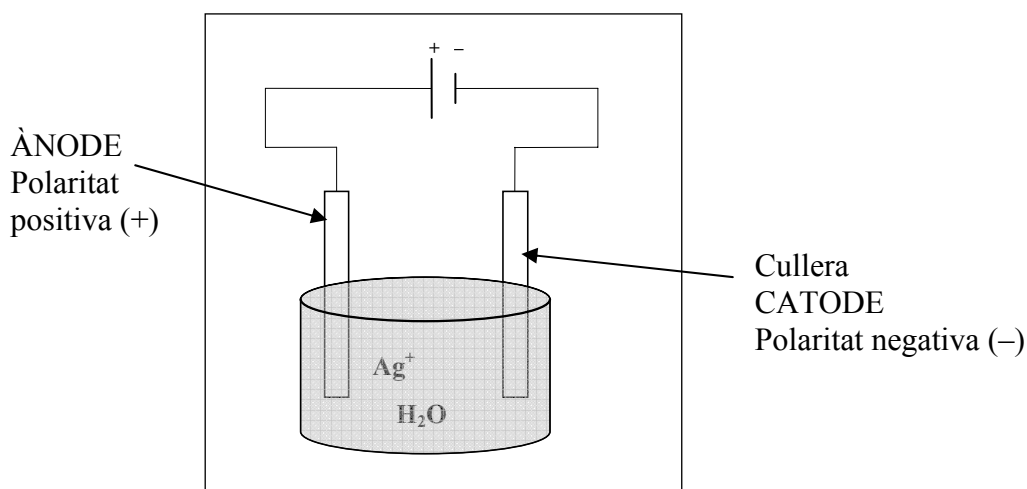 + –
ÀNODE
Polaritat
positiva (+)
Cullera
CATODE
Polaritat negativa (–)
Ag⁺
H₂O